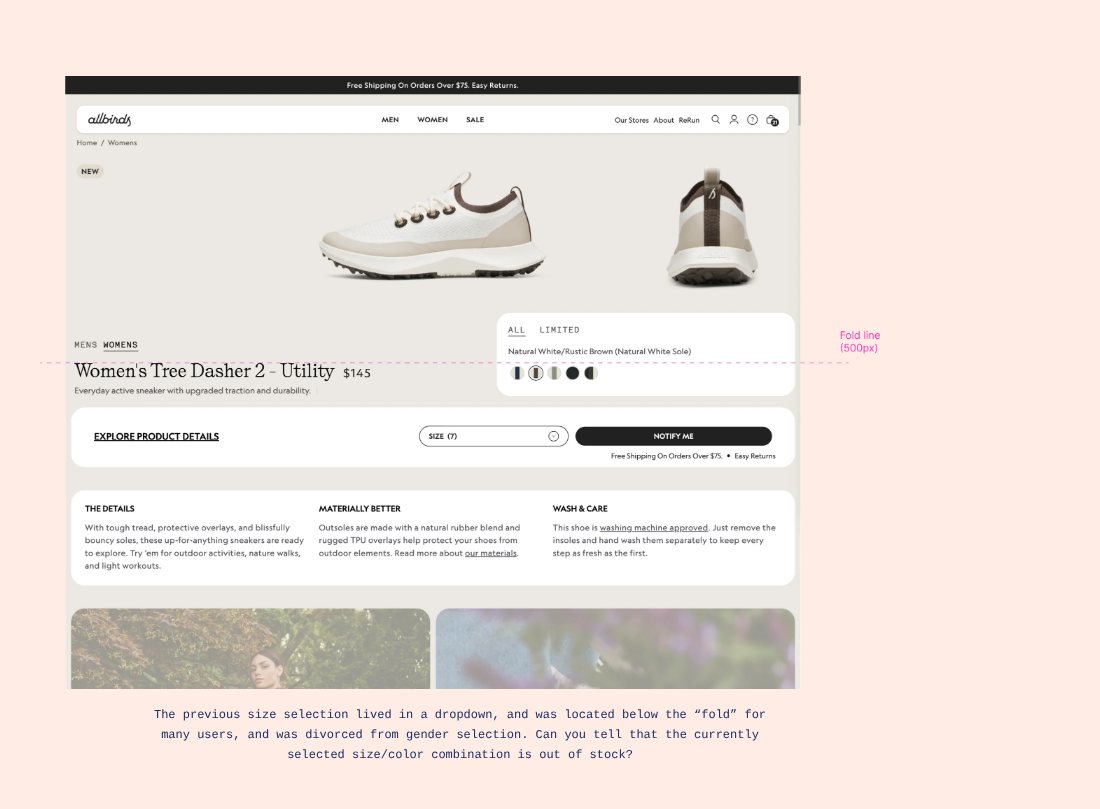 Free Shipping On Orders Over $75. Easy Returns.
allbirds
MEN WOMEN SALE
Our Stores About ReRun
?
21
Home / Womens
NEW
ALL LIMITED
Fold line
(500px)
MENS WOMENS
Natural White/Rustic Brown (Natural White Sole)
Women's Tree Dasher 2 - Utility $145
Everyday active sneaker with upgraded traction and durability.
EXPLORE PRODUCT DETAILS
SIZE (7)
NOTIFY ME
Free Shipping On Orders Over $75. • Easy Returns
THE DETAILS
With tough tread, protective overlays, and blissfully
bouncy soles, these up-for-anything sneakers are ready
to explore. Try 'em for outdoor activities, nature walks,
and light workouts.
MATERIALLY BETTER
Outsoles are made with a natural rubber blend and
rugged TPU overlays help protect your shoes from
outdoor elements. Read more about our materials.
WASH & CARE
This shoe is washing machine approved. Just remove the
insoles and hand wash them separately to keep every
step as fresh as the first.
The previous size selection lived in a dropdown, and was located below the “fold” for
many users, and was divorced from gender selection. Can you tell that the currently
selected size/color combination is out of stock?